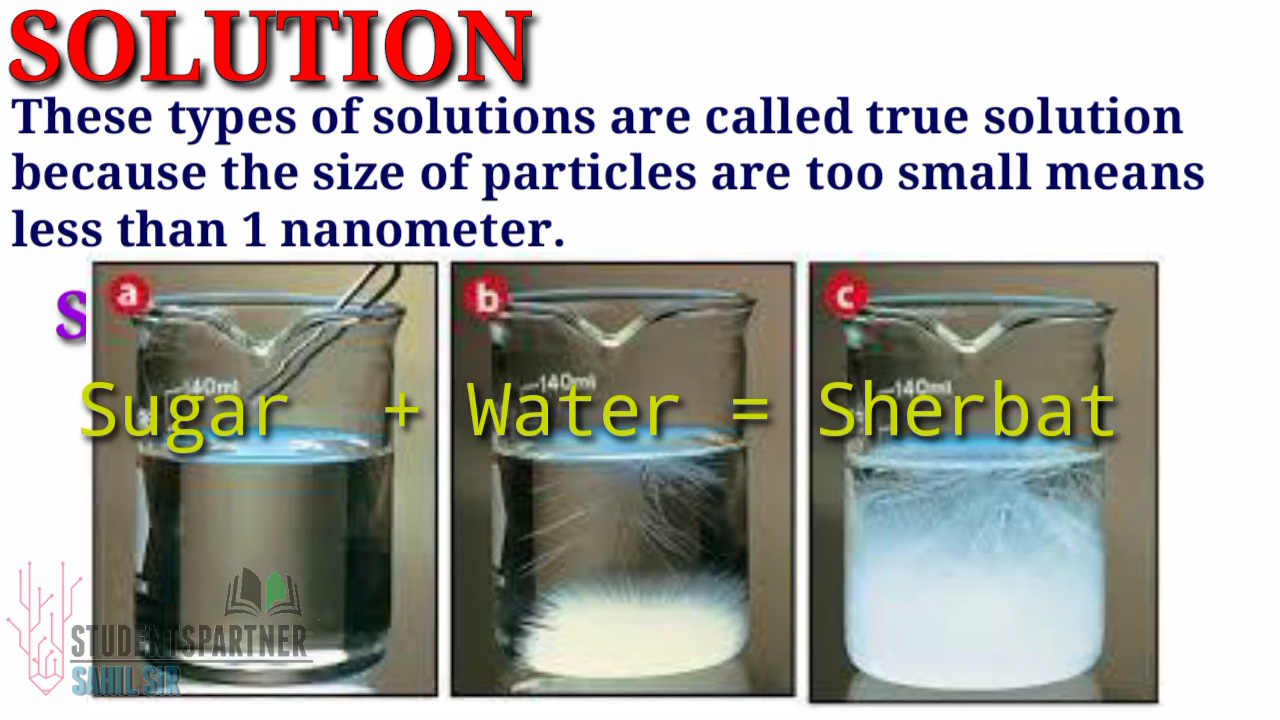 SOLUTION
These types of solutions are called true solution
because the size of particles are too small means
less than 1 nanometer.
S
a
b
c
140ml
140ml
140ml
Sugar + Water = Sherbat
STUDENTSPARTNER
SAHIL SIR